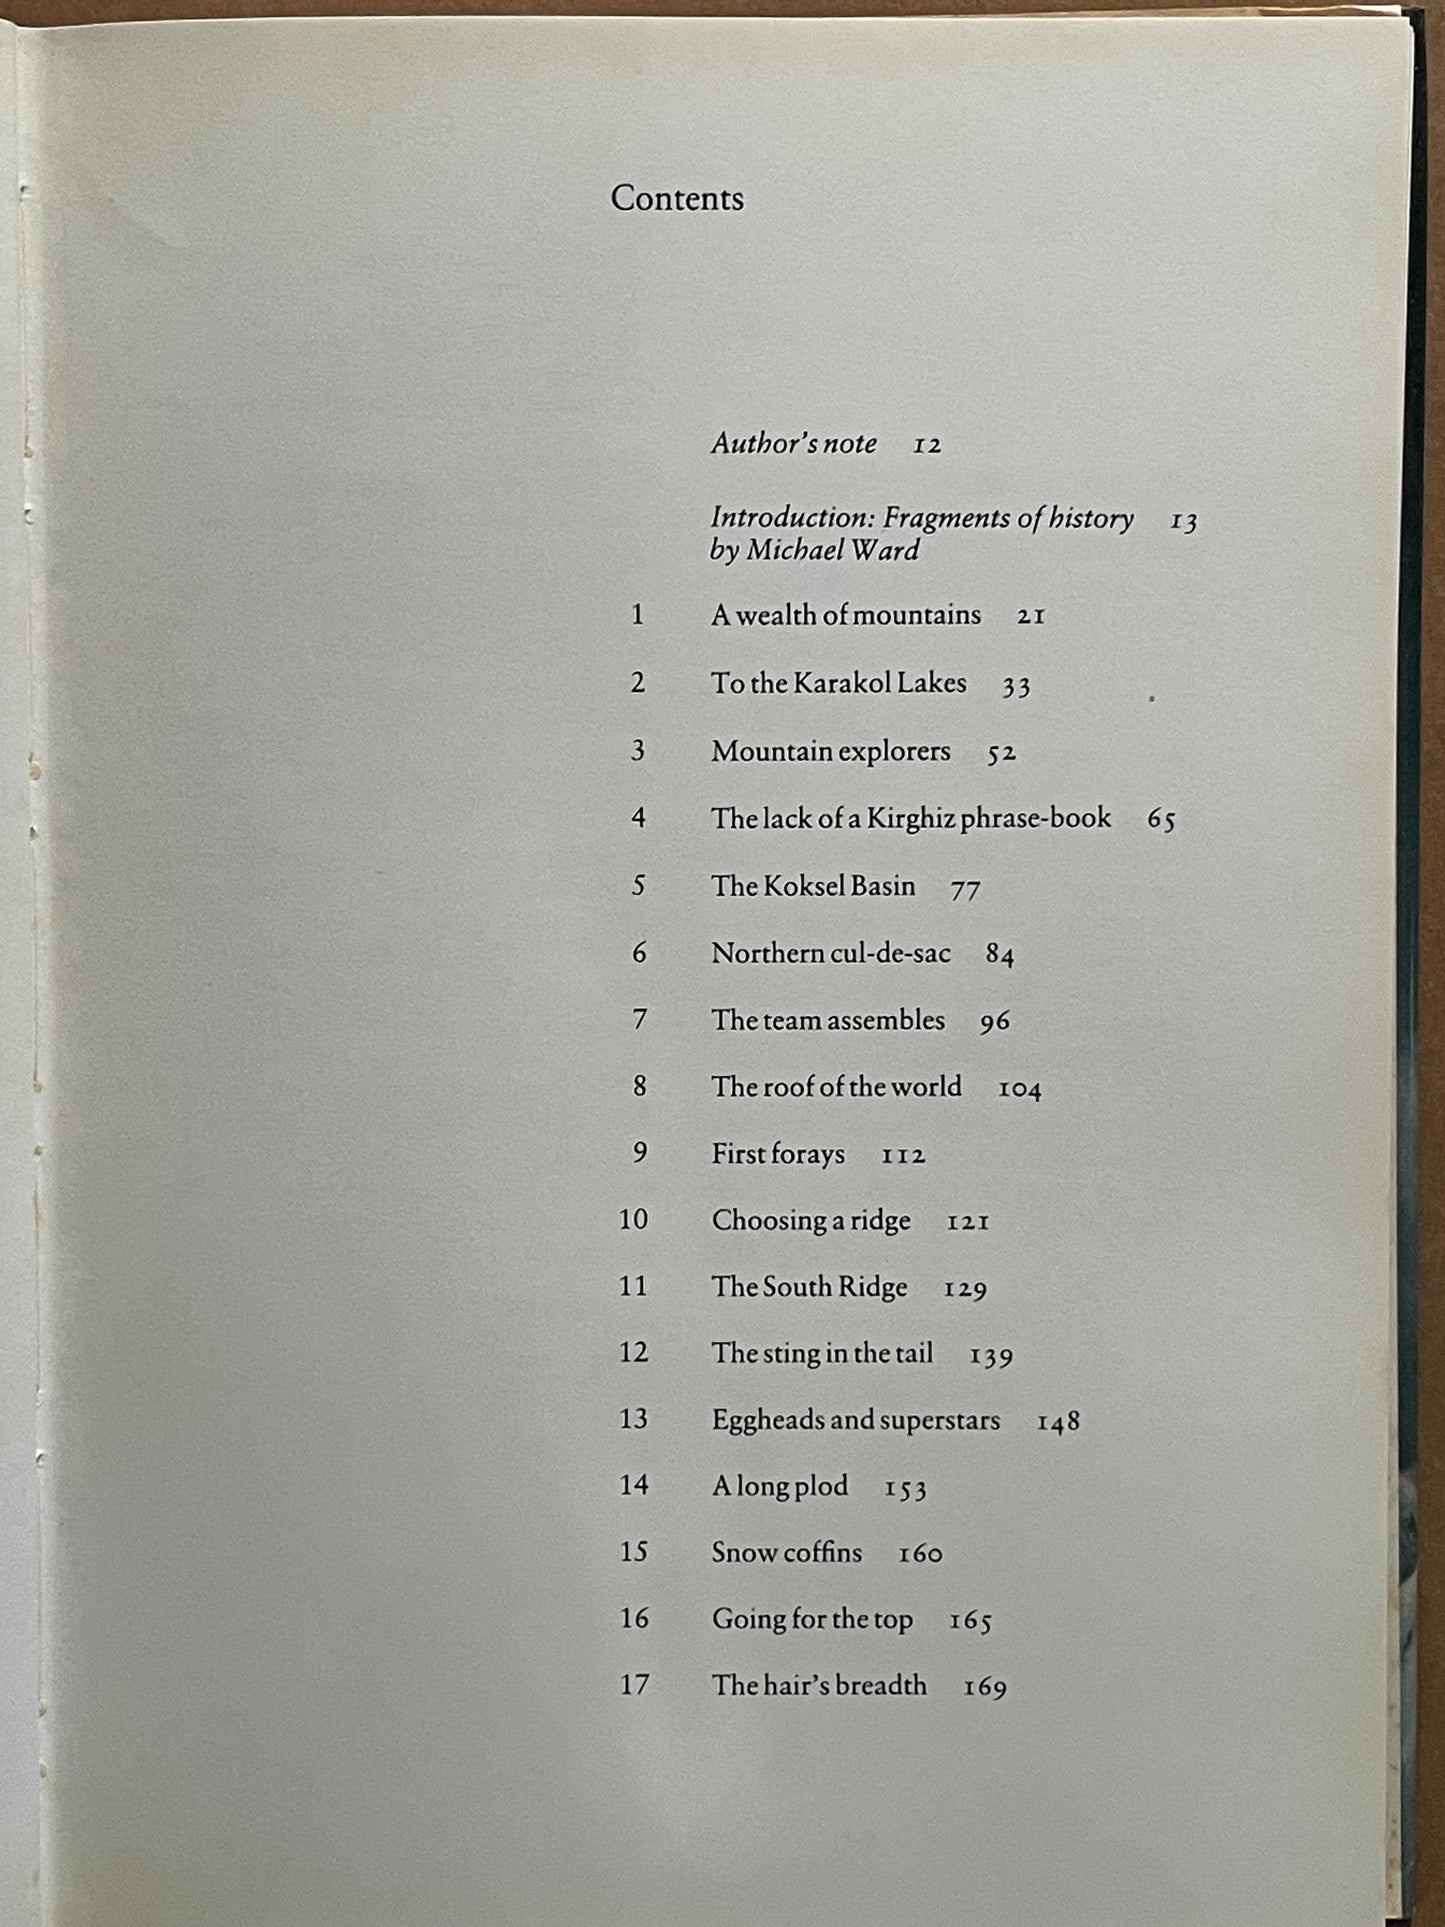 Contents
Author's note 12
Introduction: Fragments of history 13
by Michael Ward
1 A wealth of mountains 21
2 To the Karakol Lakes 33
3 Mountain explorers 52
4 The lack of a Kirghiz phrase-book 65
5 The Koksel Basin 77
6 Northern cul-de-sac 84
7 The team assembles 96
8 The roof of the world 104
9 First forays 112
10 Choosing a ridge 121
11 The South Ridge 129
12 The sting in the tail 139
13 Eggheads and superstars 148
14 A long plod 153
15 Snow coffins 160
16 Going for the top 165
17 The hair's breadth 169